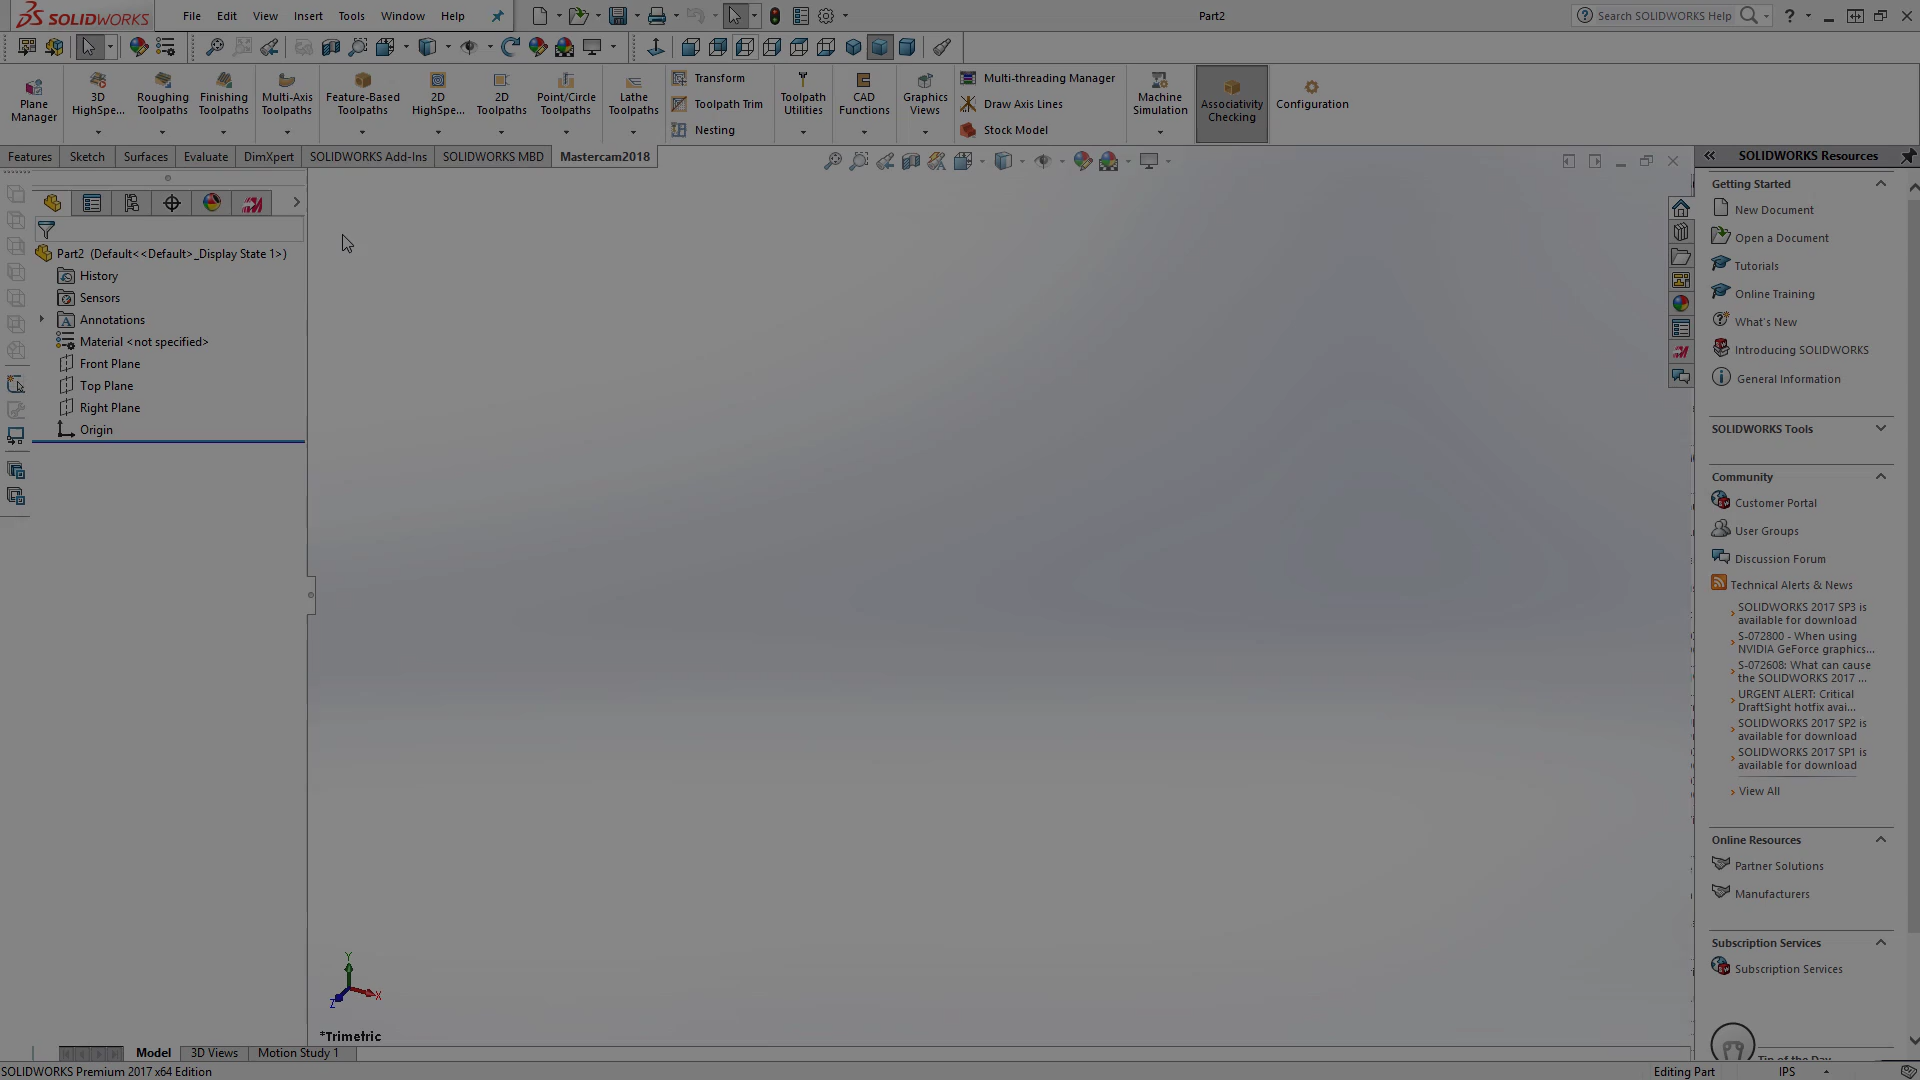 SOLIDWORKS
File Edit View Insert Tools Window Help
Part2
Search SOLIDWORKS Help
Plane Manager
3D HighSpe...
Roughing Toolpaths
Finishing Toolpaths
Multi-Axis Toolpaths
Feature-Based Toolpaths
2D HighSpe...
2D Toolpaths
Point/Circle Toolpaths
Lathe Toolpaths
Transform
Toolpath Trim
Nesting
Toolpath Utilities
CAD Functions
Graphics Views
Multi-threading Manager
Draw Axis Lines
Stock Model
Machine Simulation
Associativity Checking
Configuration
Features Sketch Surfaces Evaluate DimXpert SOLIDWORKS Add-Ins SOLIDWORKS MBD Mastercam2018
Part2 (Default<<Default>_Display State 1>)
History
Sensors
Annotations
Material <not specified>
Front Plane
Top Plane
Right Plane
Origin
Y
X
Z
*Trimetric
Model 3D Views Motion Study 1
SOLIDWORKS Premium 2017 x64 Edition
Editing Part
IPS
SOLIDWORKS Resources
Getting Started
New Document
Open a Document
Tutorials
Online Training
What's New
Introducing SOLIDWORKS
General Information
SOLIDWORKS Tools
Community
Customer Portal
User Groups
Discussion Forum
Technical Alerts & News
SOLIDWORKS 2017 SP3 is
available for download
S-072800 - When using
NVIDIA GeForce graphics...
S-072608: What can cause
the SOLIDWORKS 2017 ...
URGENT ALERT: Critical
DraftSight hotfix avai...
SOLIDWORKS 2017 SP2 is
available for download
SOLIDWORKS 2017 SP1 is
available for download
View All
Online Resources
Partner Solutions
Manufacturers
Subscription Services
Subscription Services
Tip of the Day